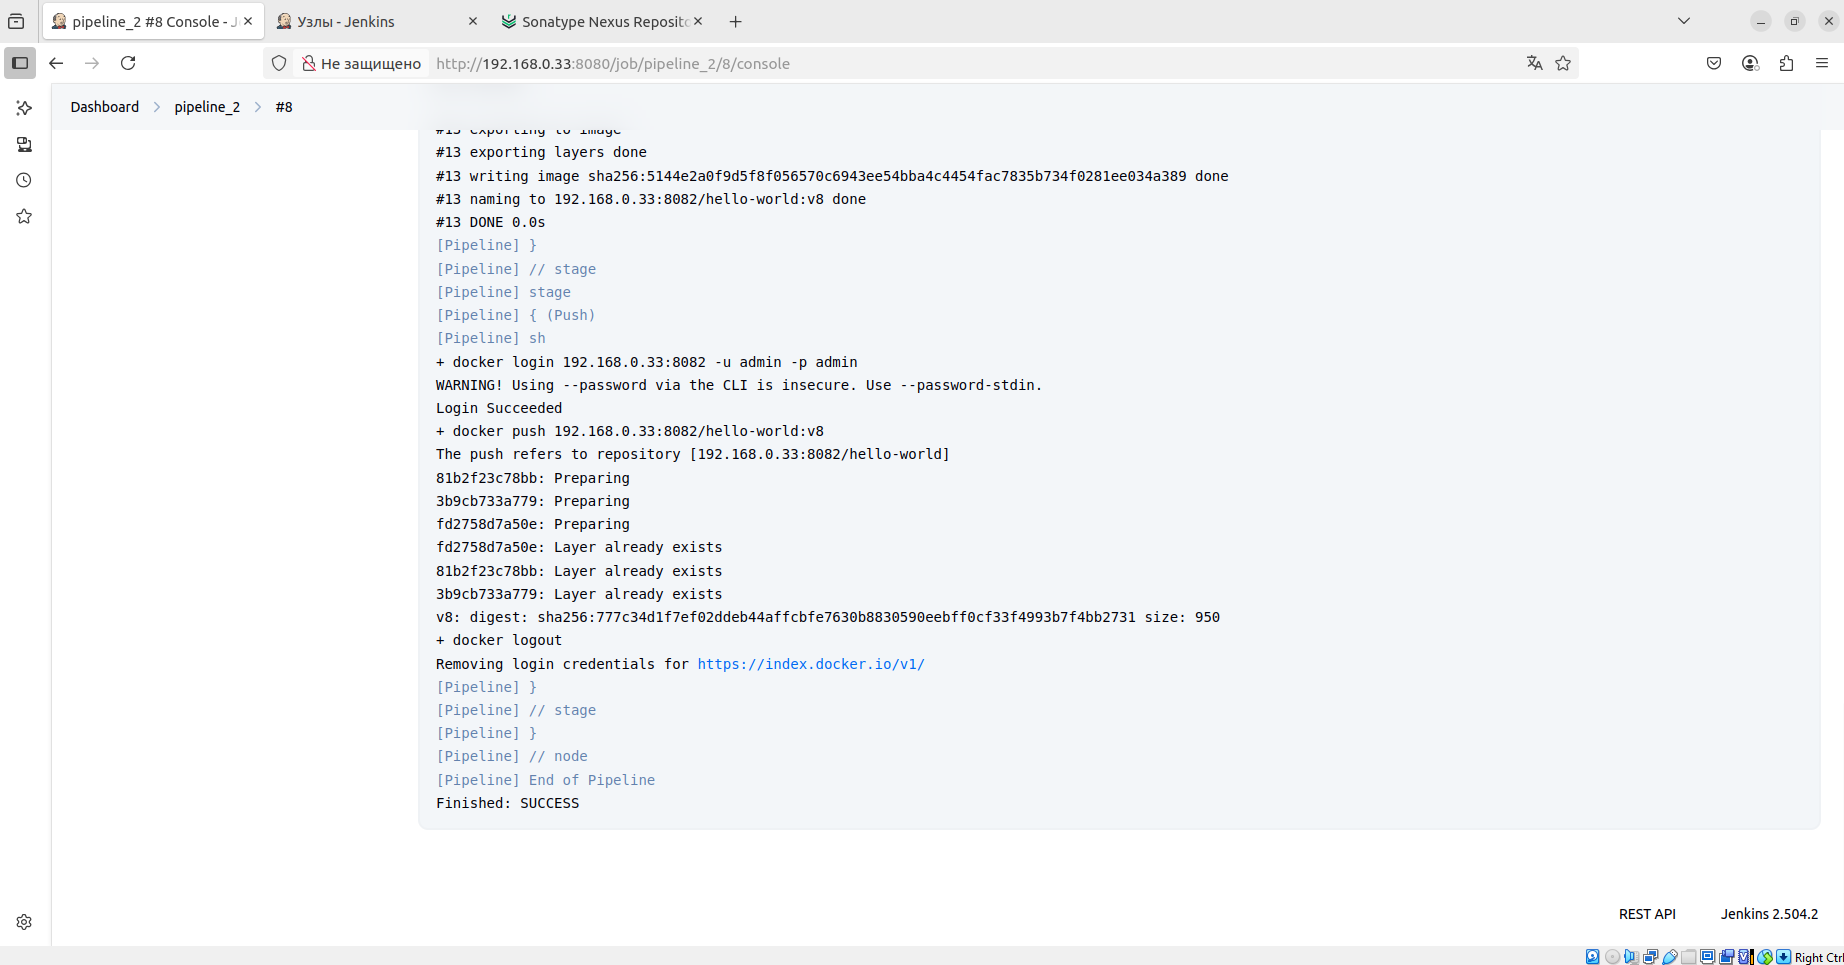 pipeline_2 #8 Console - J
Узлы - Jenkins
Sonatype Nexus Reposito
Не защищено
http://192.168.0.33:8080/job/pipeline_2/8/console
Dashboard > pipeline_2 > #8
#13 exporting to image
#13 exporting layers done
#13 writing image sha256:5144e2a0f9d5f8f056570c6943ee54bba4c4454fac7835b734f0281ee034a389 done
#13 naming to 192.168.0.33:8082/hello-world:v8 done
#13 DONE 0.0s
[Pipeline] }
[Pipeline] // stage
[Pipeline] stage
[Pipeline] { (Push)
[Pipeline] sh
+ docker login 192.168.0.33:8082 -u admin -p admin
WARNING! Using --password via the CLI is insecure. Use --password-stdin.
Login Succeeded
+ docker push 192.168.0.33:8082/hello-world:v8
The push refers to repository [192.168.0.33:8082/hello-world]
81b2f23c78bb: Preparing
3b9cb733a779: Preparing
fd2758d7a50e: Preparing
fd2758d7a50e: Layer already exists
81b2f23c78bb: Layer already exists
3b9cb733a779: Layer already exists
v8: digest: sha256:777c34d1f7ef02ddeb44affcbfe7630b8830590eebff0cf33f4993b7f4bb2731 size: 950
+ docker logout
Removing login credentials for https://index.docker.io/v1/
[Pipeline] }
[Pipeline] // stage
[Pipeline] }
[Pipeline] // node
[Pipeline] End of Pipeline
Finished: SUCCESS
REST API
Jenkins 2.504.2
Right Ctrl